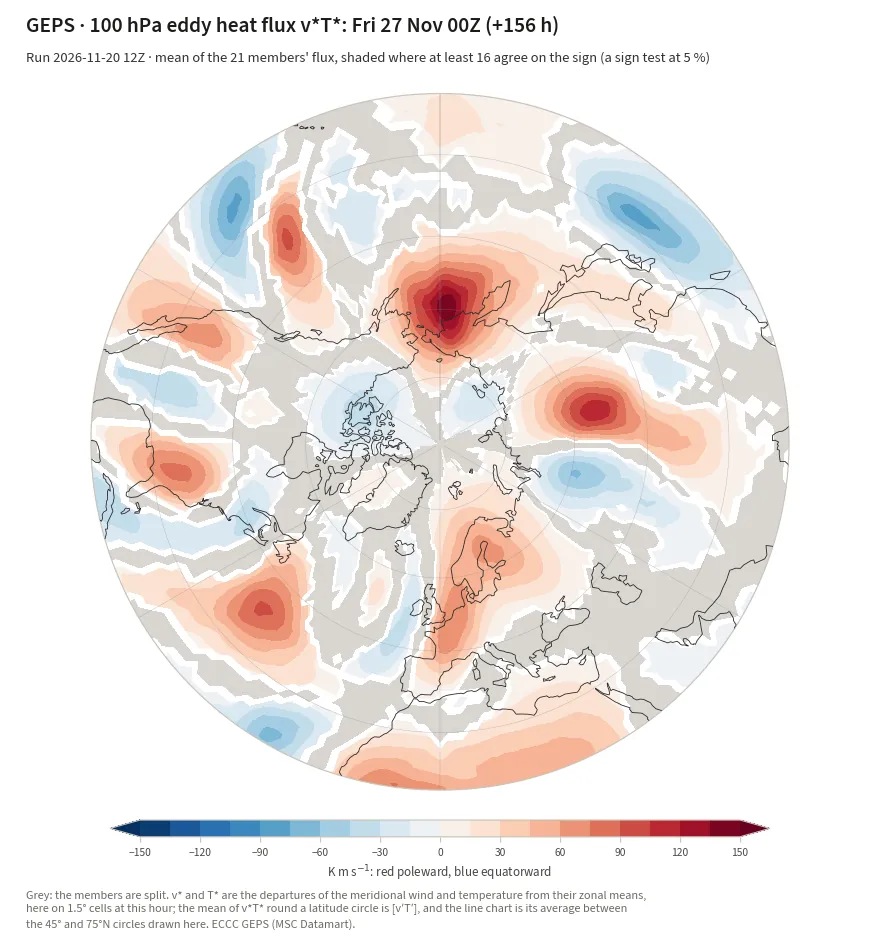 GEPS · 100 hPa eddy heat flux v*T*: Fri 27 Nov 00Z (+156 h)
Run 2026-11-20 12Z · mean of the 21 members' flux, shaded where at least 16 agree on the sign (a sign test at 5 %)
−150 −120 −90 −60 −30 0 30 60 90 120 150
K m s⁻¹: red poleward, blue equatorward
Grey: the members are split. v* and T* are the departures of the meridional wind and temperature from their zonal means,
here on 1.5° cells at this hour; the mean of v*T* round a latitude circle is [v′T′], and the line chart is its average between
the 45° and 75°N circles drawn here. ECCC GEPS (MSC Datamart).